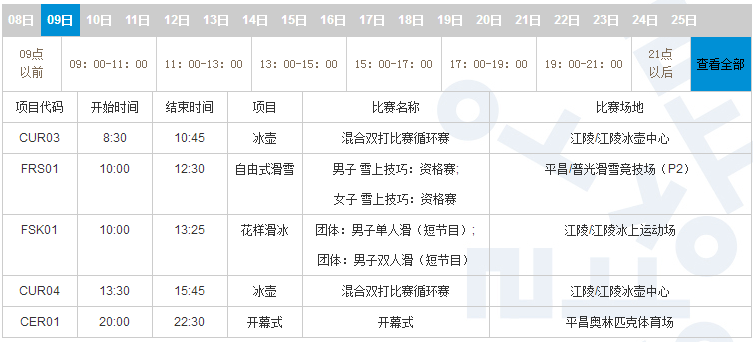 08日 09日 10日 11日 12日 13日 14日 15日 16日 17日 18日 19日 20日 21日 22日 23日 24日 25日
09点以前 09：00-11：00 11：00-13：00 13：00-15：00 15：00-17：00 17：00-19：00 19：00-21：00 21点以后 查看全部
项目代码 开始时间 结束时间 项目 比赛名称 比赛场地
CUR03 8:30 10:45 冰壶 混合双打比赛循环赛 江陵/江陵冰壶中心
FRS01 10:00 12:30 自由式滑雪 男子 雪上技巧：资格赛; 平昌/普光滑雪竞技场（P2）
女子 雪上技巧：资格赛
FSK01 10:00 13:25 花样滑冰 团体：男子单人滑（短节目）; 江陵/江陵冰上运动场
团体：男子双人滑（短节目）
CUR04 13:30 15:45 冰壶 混合双打比赛循环赛 江陵/江陵冰壶中心
CER01 20:00 22:30 开幕式 开幕式 平昌奥林匹克体育场